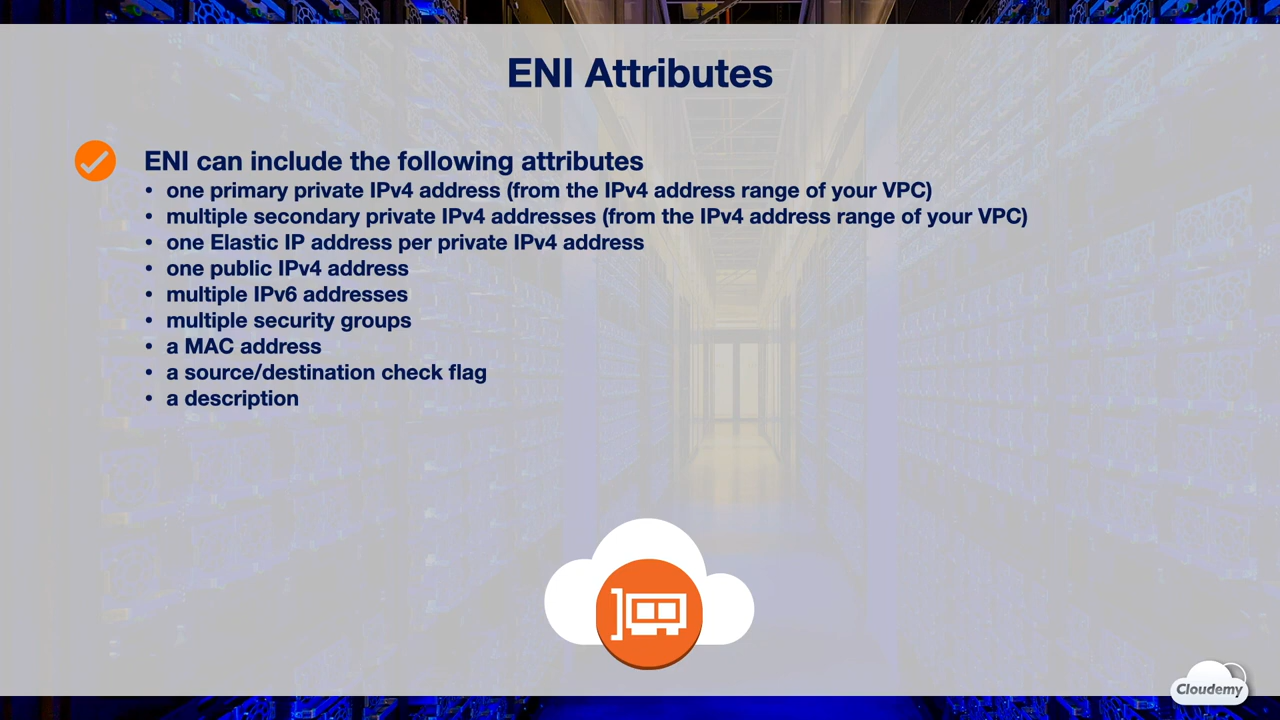 ENI Attributes
ENI can include the following attributes
• one primary private IPv4 address (from the IPv4 address range of your VPC)
• multiple secondary private IPv4 addresses (from the IPv4 address range of your VPC)
• one Elastic IP address per private IPv4 address
• one public IPv4 address
• multiple IPv6 addresses
• multiple security groups
• a MAC address
• a source/destination check flag
• a description
Cloudemy